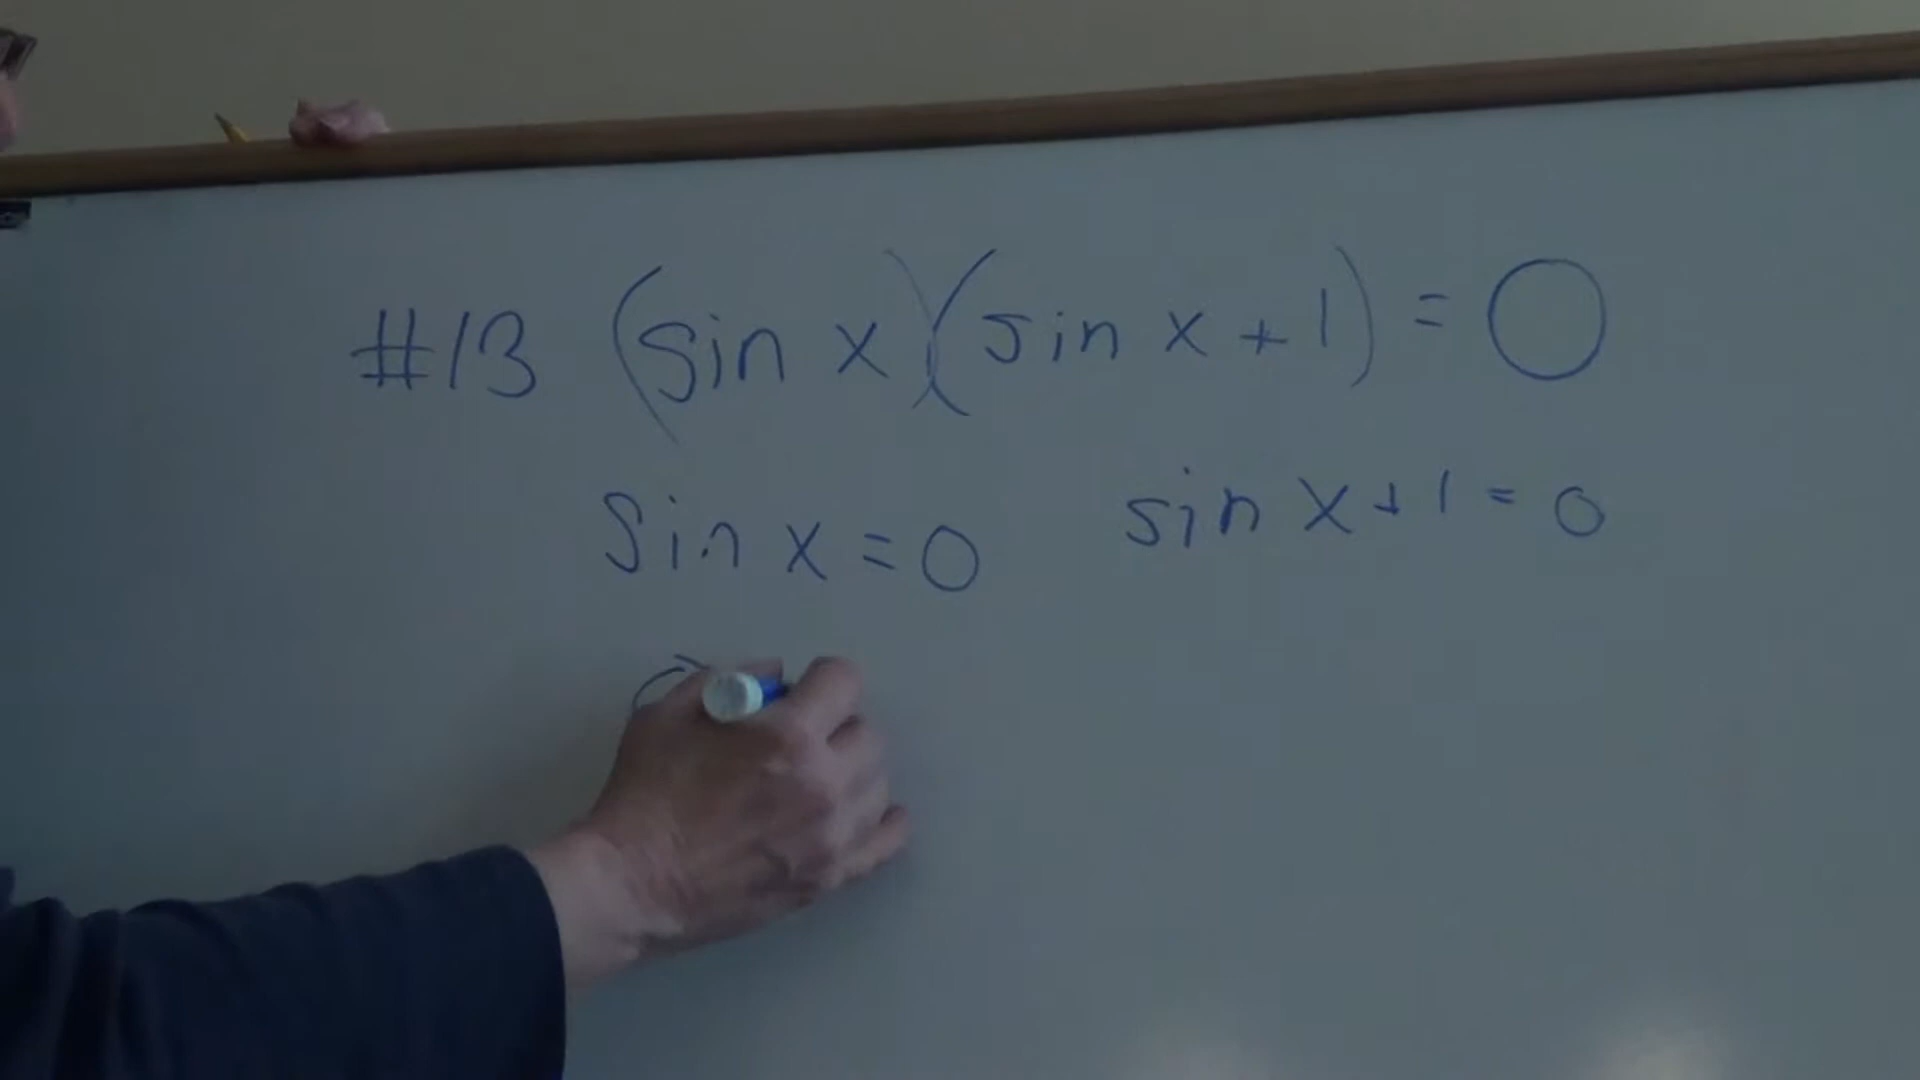 #13 (sin x)(sin x + 1) = 0
sin x = 0 sin x + 1 = 0